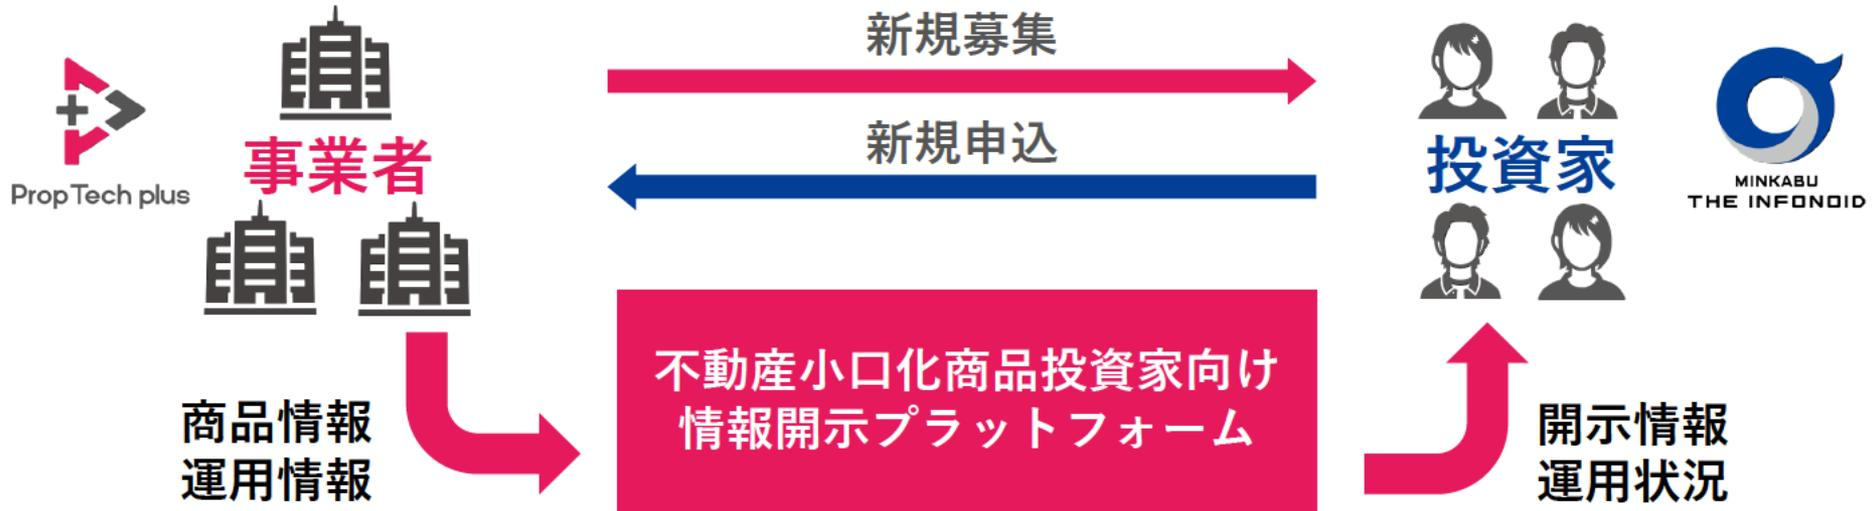 新規募集
新規申込
PropTech plus
事業者
投資家
MINKABU
THE INFONOID
不動産小口化商品投資家向け
情報開示プラットフォーム
商品情報
運用情報
開示情報
運用状況